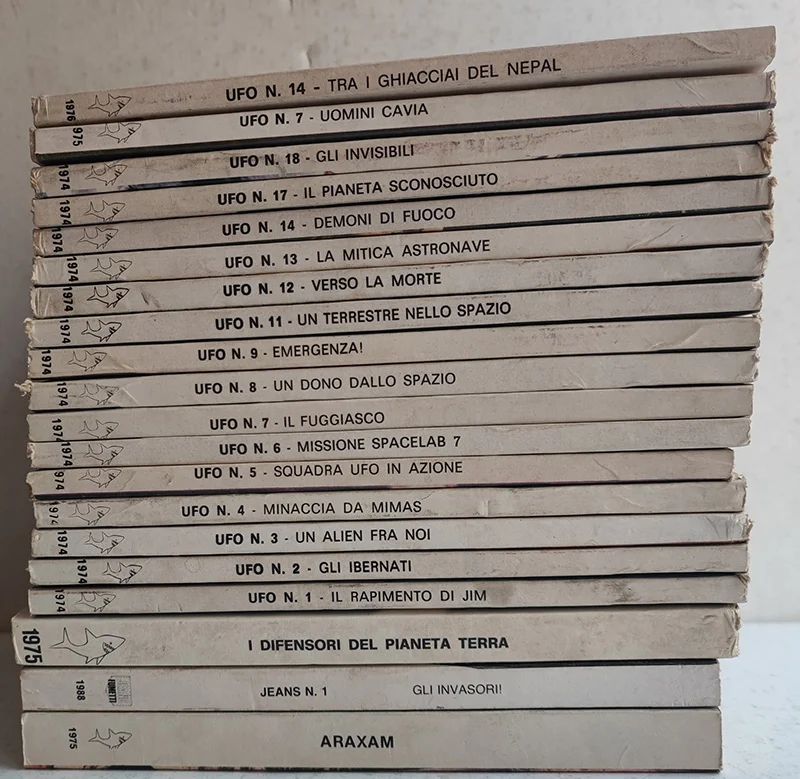 1976 UFO N. 14 - TRA I GHIACCIAI DEL NEPAL
1975 UFO N. 7 - UOMINI CAVIA
1974 UFO N. 18 - GLI INVISIBILI
1974 UFO N. 17 - IL PIANETA SCONOSCIUTO
1974 UFO N. 14 - DEMONI DI FUOCO
1974 UFO N. 13 - LA MITICA ASTRONAVE
1974 UFO N. 12 - VERSO LA MORTE
1974 UFO N. 11 - UN TERRESTRE NELLO SPAZIO
1974 UFO N. 9 - EMERGENZA!
1974 UFO N. 8 - UN DONO DALLO SPAZIO
1974 UFO N. 7 - IL FUGGIASCO
1974 UFO N. 6 - MISSIONE SPACELAB 7
1974 UFO N. 5 - SQUADRA UFO IN AZIONE
1974 UFO N. 4 - MINACCIA DA MIMAS
1974 UFO N. 3 - UN ALIEN FRA NOI
1974 UFO N. 2 - GLI IBERNATI
1974 UFO N. 1 - IL RAPIMENTO DI JIM
1975 I DIFENSORI DEL PIANETA TERRA
1988 JEANS N. 1 GLI INVASORI!
1975 ARAXAM